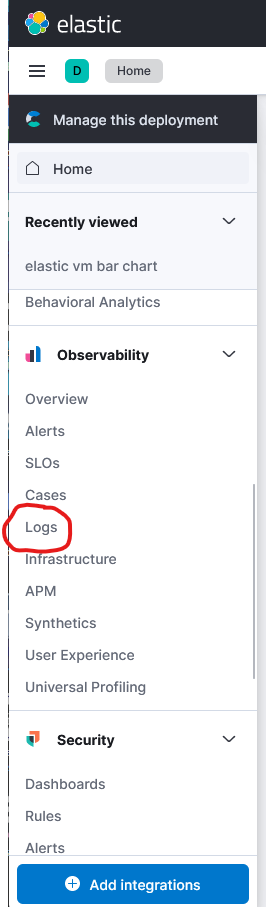 elastic
D Home
Manage this deployment
Home
Recently viewed
elastic vm bar chart
Behavioral Analytics
Observability
Overview
Alerts
SLOs
Cases
Logs
Infrastructure
APM
Synthetics
User Experience
Universal Profiling
Security
Dashboards
Rules
Alerts
Add integrations